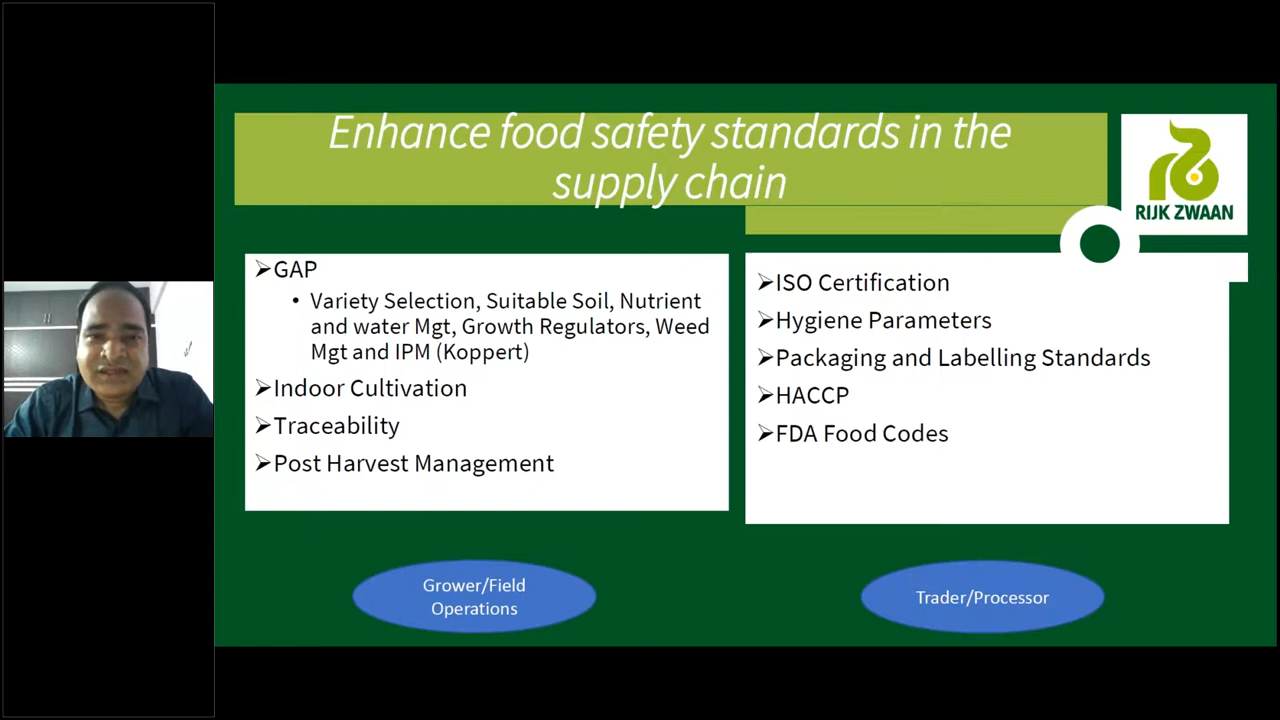 Enhance food safety standards in the
supply chain
RIJK ZWAAN
➢GAP
• Variety Selection, Suitable Soil, Nutrient
and water Mgt, Growth Regulators, Weed
Mgt and IPM (Koppert)
➢Indoor Cultivation
➢Traceability
➢Post Harvest Management
➢ISO Certification
➢Hygiene Parameters
➢Packaging and Labelling Standards
➢HACCP
➢FDA Food Codes
Grower/Field
Operations
Trader/Processor